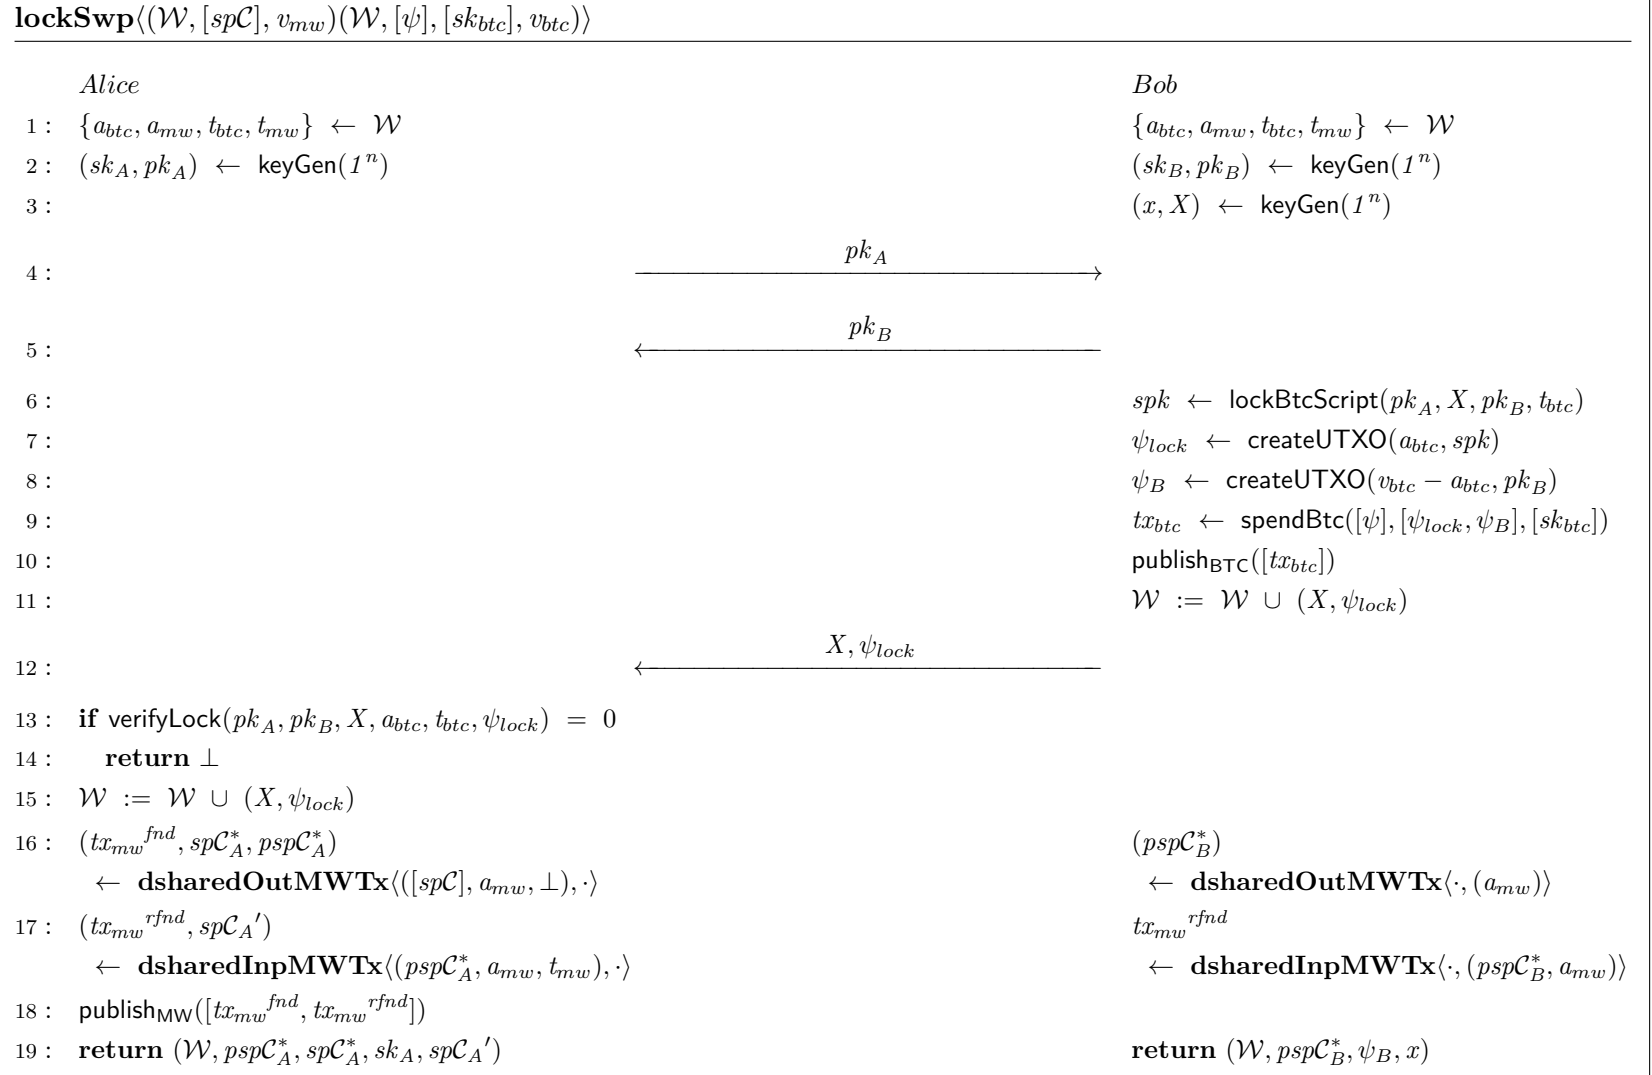 lockSwp⟨(𝒲, [sp𝒞], v_mw)(𝒲, [ψ], [sk_btc], v_btc)⟩
Alice Bob
1 : {a_btc, a_mw, t_btc, t_mw} ← 𝒲 {a_btc, a_mw, t_btc, t_mw} ← 𝒲
2 : (sk_A, pk_A) ← keyGen(1^n) (sk_B, pk_B) ← keyGen(1^n)
3 : (x, X) ← keyGen(1^n)
4 : pk_A
5 : pk_B
6 : spk ← lockBtcScript(pk_A, X, pk_B, t_btc)
7 : ψ_lock ← createUTXO(a_btc, spk)
8 : ψ_B ← createUTXO(v_btc − a_btc, pk_B)
9 : tx_btc ← spendBtc([ψ], [ψ_lock, ψ_B], [sk_btc])
10 : publish_BTC([tx_btc])
11 : 𝒲 := 𝒲 ∪ (X, ψ_lock)
12 : X, ψ_lock
13 : if verifyLock(pk_A, pk_B, X, a_btc, t_btc, ψ_lock) = 0
14 : return ⊥
15 : 𝒲 := 𝒲 ∪ (X, ψ_lock)
16 : (tx_mw^fnd, sp𝒞*_A, psp𝒞*_A) (psp𝒞*_B)
← dsharedOutMWTx⟨([sp𝒞], a_mw, ⊥), ·⟩ ← dsharedOutMWTx⟨·, (a_mw)⟩
17 : (tx_mw^rfnd, sp𝒞_A′) tx_mw^rfnd
← dsharedInpMWTx⟨(psp𝒞*_A, a_mw, t_mw), ·⟩ ← dsharedInpMWTx⟨·, (psp𝒞*_B, a_mw)⟩
18 : publish_MW([tx_mw^fnd, tx_mw^rfnd])
19 : return (𝒲, psp𝒞*_A, sp𝒞*_A, sk_A, sp𝒞_A′) return (𝒲, psp𝒞*_B, ψ_B, x)